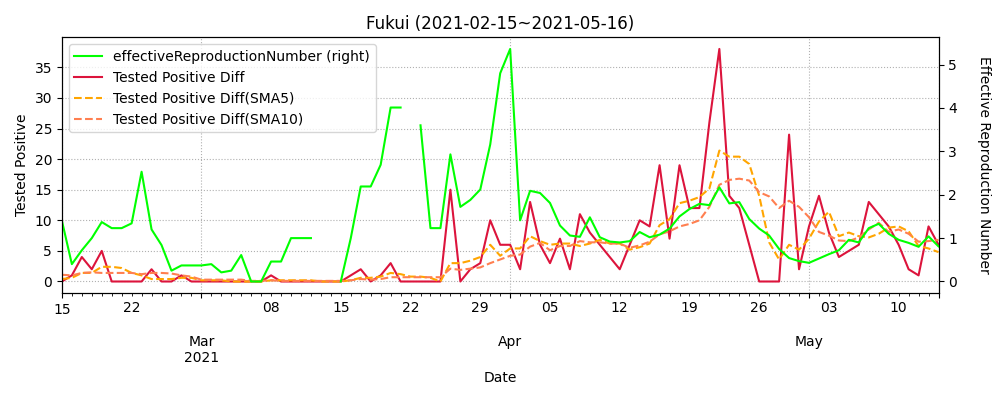 Fukui (2021-02-15~2021-05-16)
effectiveReproductionNumber (right)
Tested Positive Diff
Tested Positive Diff(SMA5)
Tested Positive Diff(SMA10)
Tested Positive
35
30
25
20
15
10
5
0
Effective Reproduction Number
5
4
3
2
1
0
15 22 08 15 22 29 05 12 19 26 03 10
Mar Apr May
2021
Date